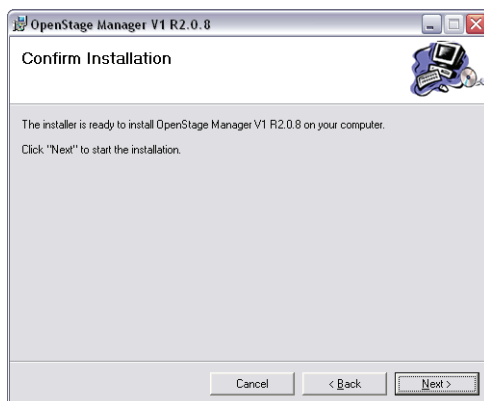 OpenStage Manager V1 R2.0.8
Confirm Installation
The installer is ready to install OpenStage Manager V1 R2.0.8 on your computer.
Click "Next" to start the installation.
Cancel
< Back
Next >